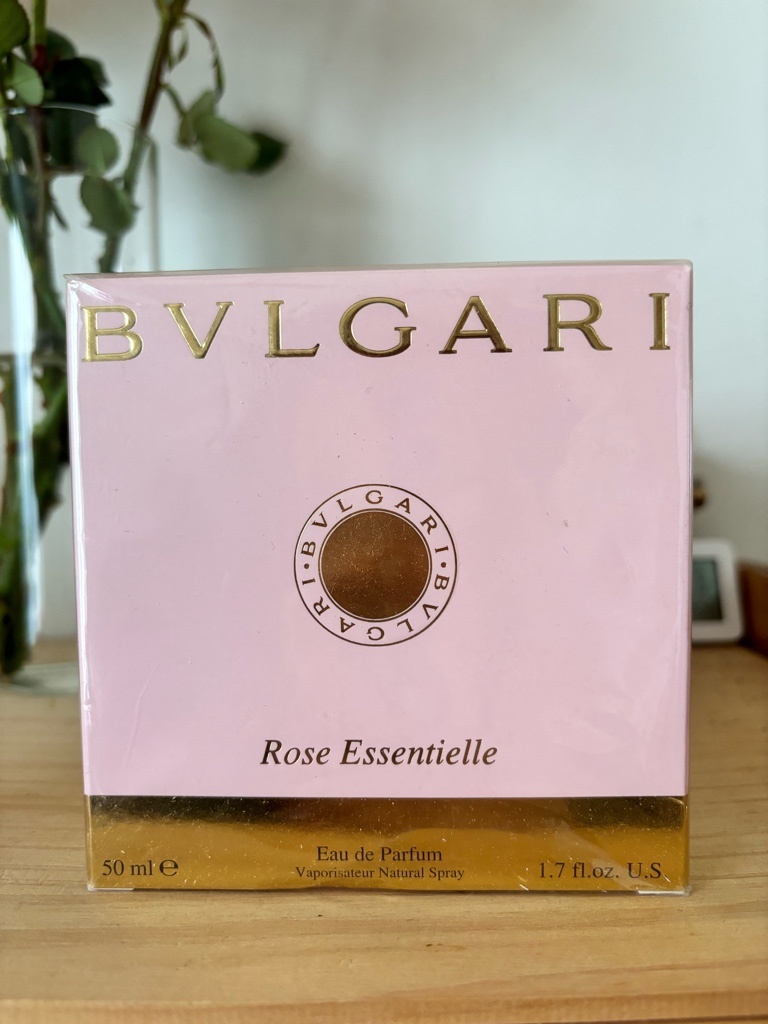 BVLGARI
BVLGARI • BVLGARI •
Rose Essentielle
Eau de Parfum
50 ml ℮ Vaporisateur Natural Spray 1.7 fl.oz. U.S